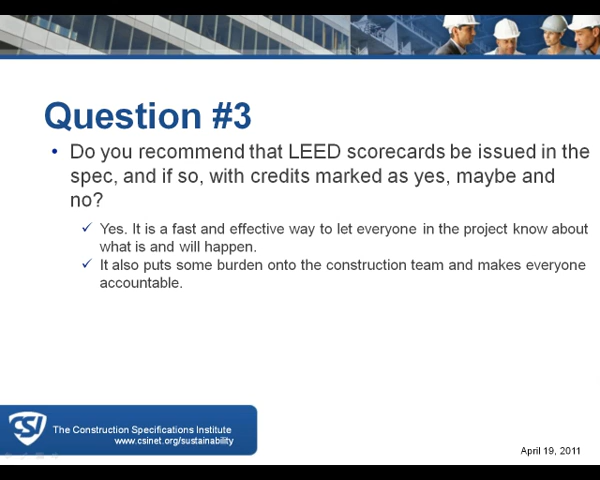 Question #3
• Do you recommend that LEED scorecards be issued in the
spec, and if so, with credits marked as yes, maybe and
no?
✓ Yes. It is a fast and effective way to let everyone in the project know about
what is and will happen.
✓ It also puts some burden onto the construction team and makes everyone
accountable.
CSI
The Construction Specifications Institute
www.csinet.org/sustainability
April 19, 2011